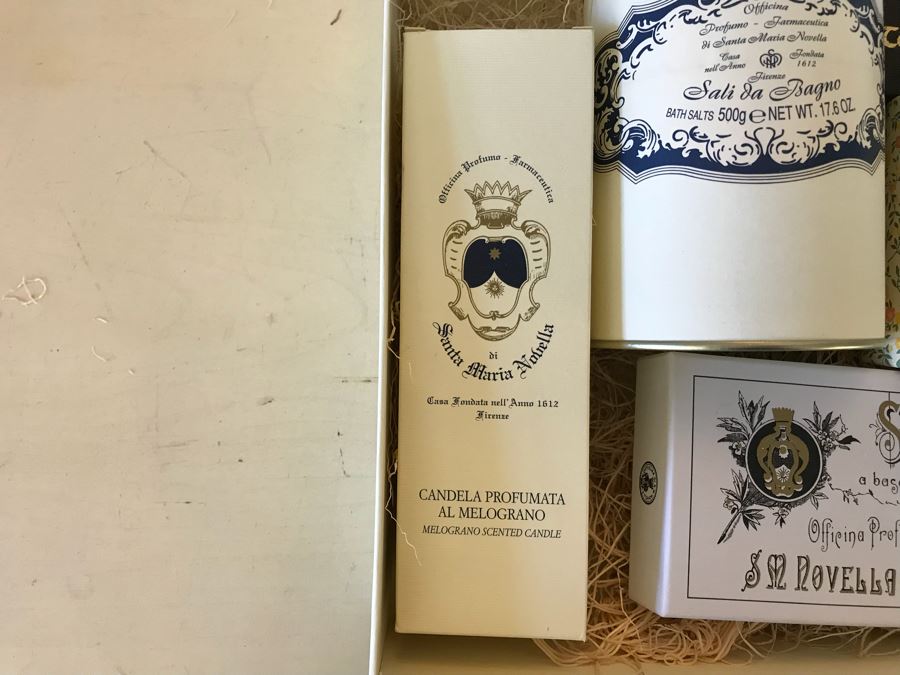 Officina Profumo - Farmaceutica
di
Santa Maria Novella
Casa Fondata nell'Anno 1612
Firenze
CANDELA PROFUMATA
AL MELOGRANO
MELOGRANO SCENTED CANDLE
Officina
Profumo - Farmaceutica
di Santa Maria Novella
Casa Fondata
nell'Anno 1612
Firenze
Sali da Bagno
BATH SALTS 500g ℮ NET WT. 17.6 OZ.
a bas
Officina Prof
SM NOVELLA